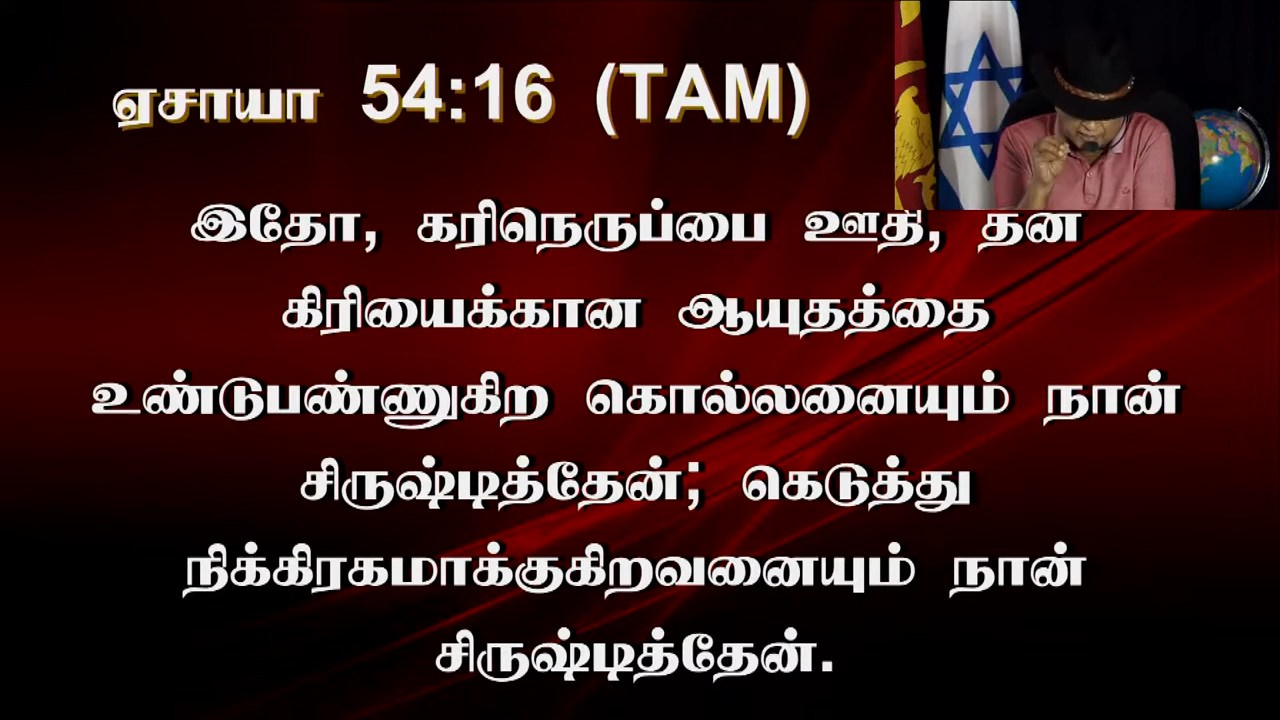 ஏசாயா 54:16 (TAM)
இதோ, கரிநெருப்பை ஊதி, தன்
கிரியைக்கான ஆயுதத்தை
உண்டுபண்ணுகிற கொல்லனையும் நான்
சிருஷ்டித்தேன்; கெடுத்து
நிக்கிரகமாக்குகிறவனையும் நான்
சிருஷ்டித்தேன்.